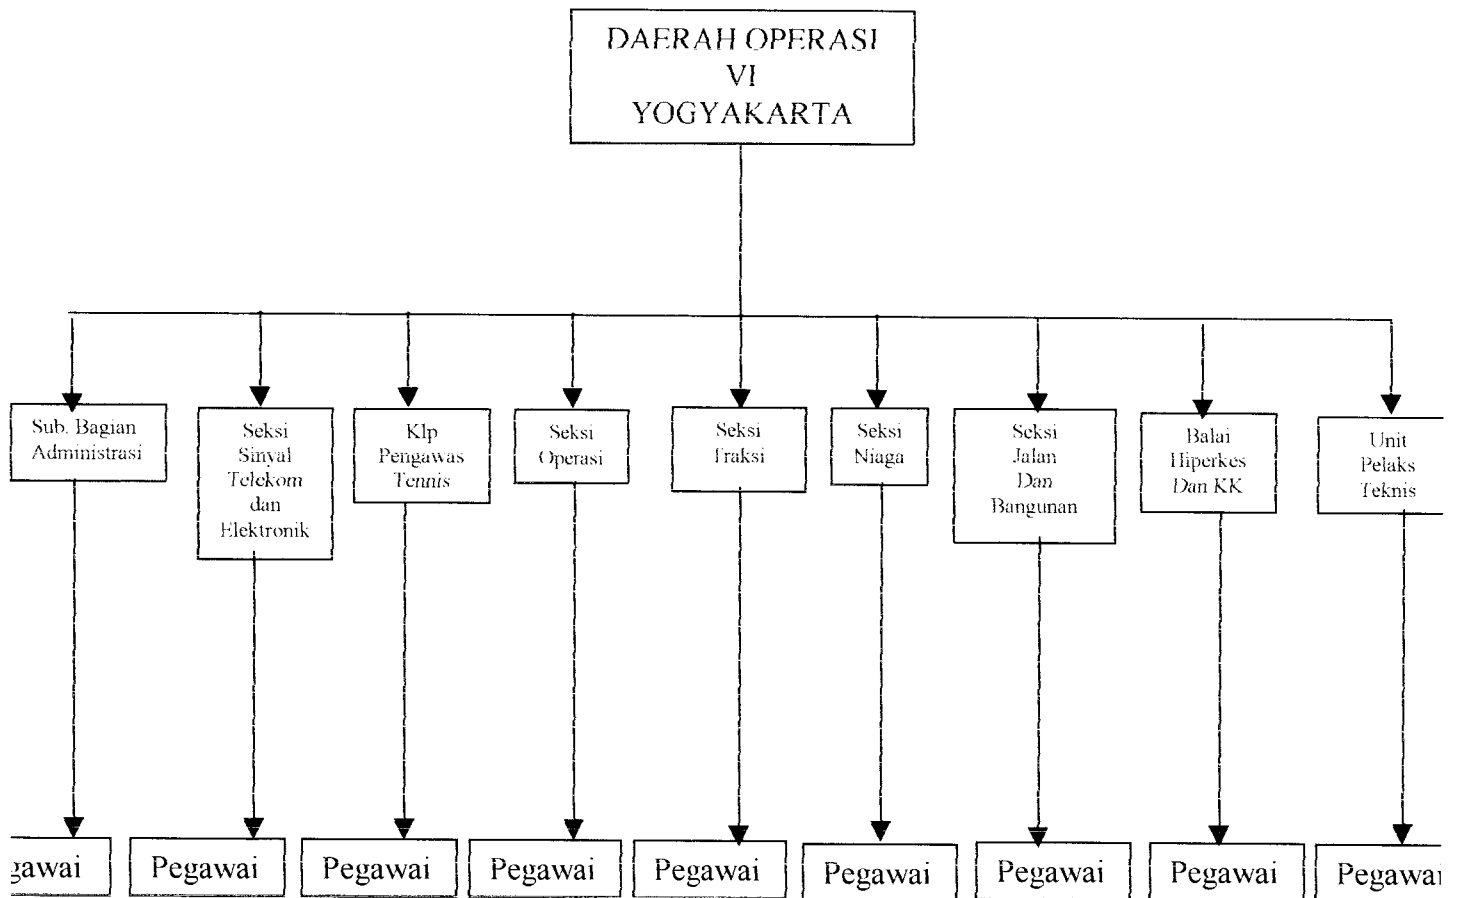 DAERAH OPERASI
VI
YOGYAKARTA
Sub. Bagian
Administrasi
Seksi
Sinyal
Telekom
dan
Elektronik
Klp
Pengawas
Tennis
Seksi
Operasi
Seksi
Traksi
Seksi
Niaga
Seksi
Jalan
Dan
Bangunan
Balai
Hiperkes
Dan KK
Unit
Pelaks
Teknis
gawai
Pegawai
Pegawai
Pegawai
Pegawai
Pegawai
Pegawai
Pegawai
Pegawai